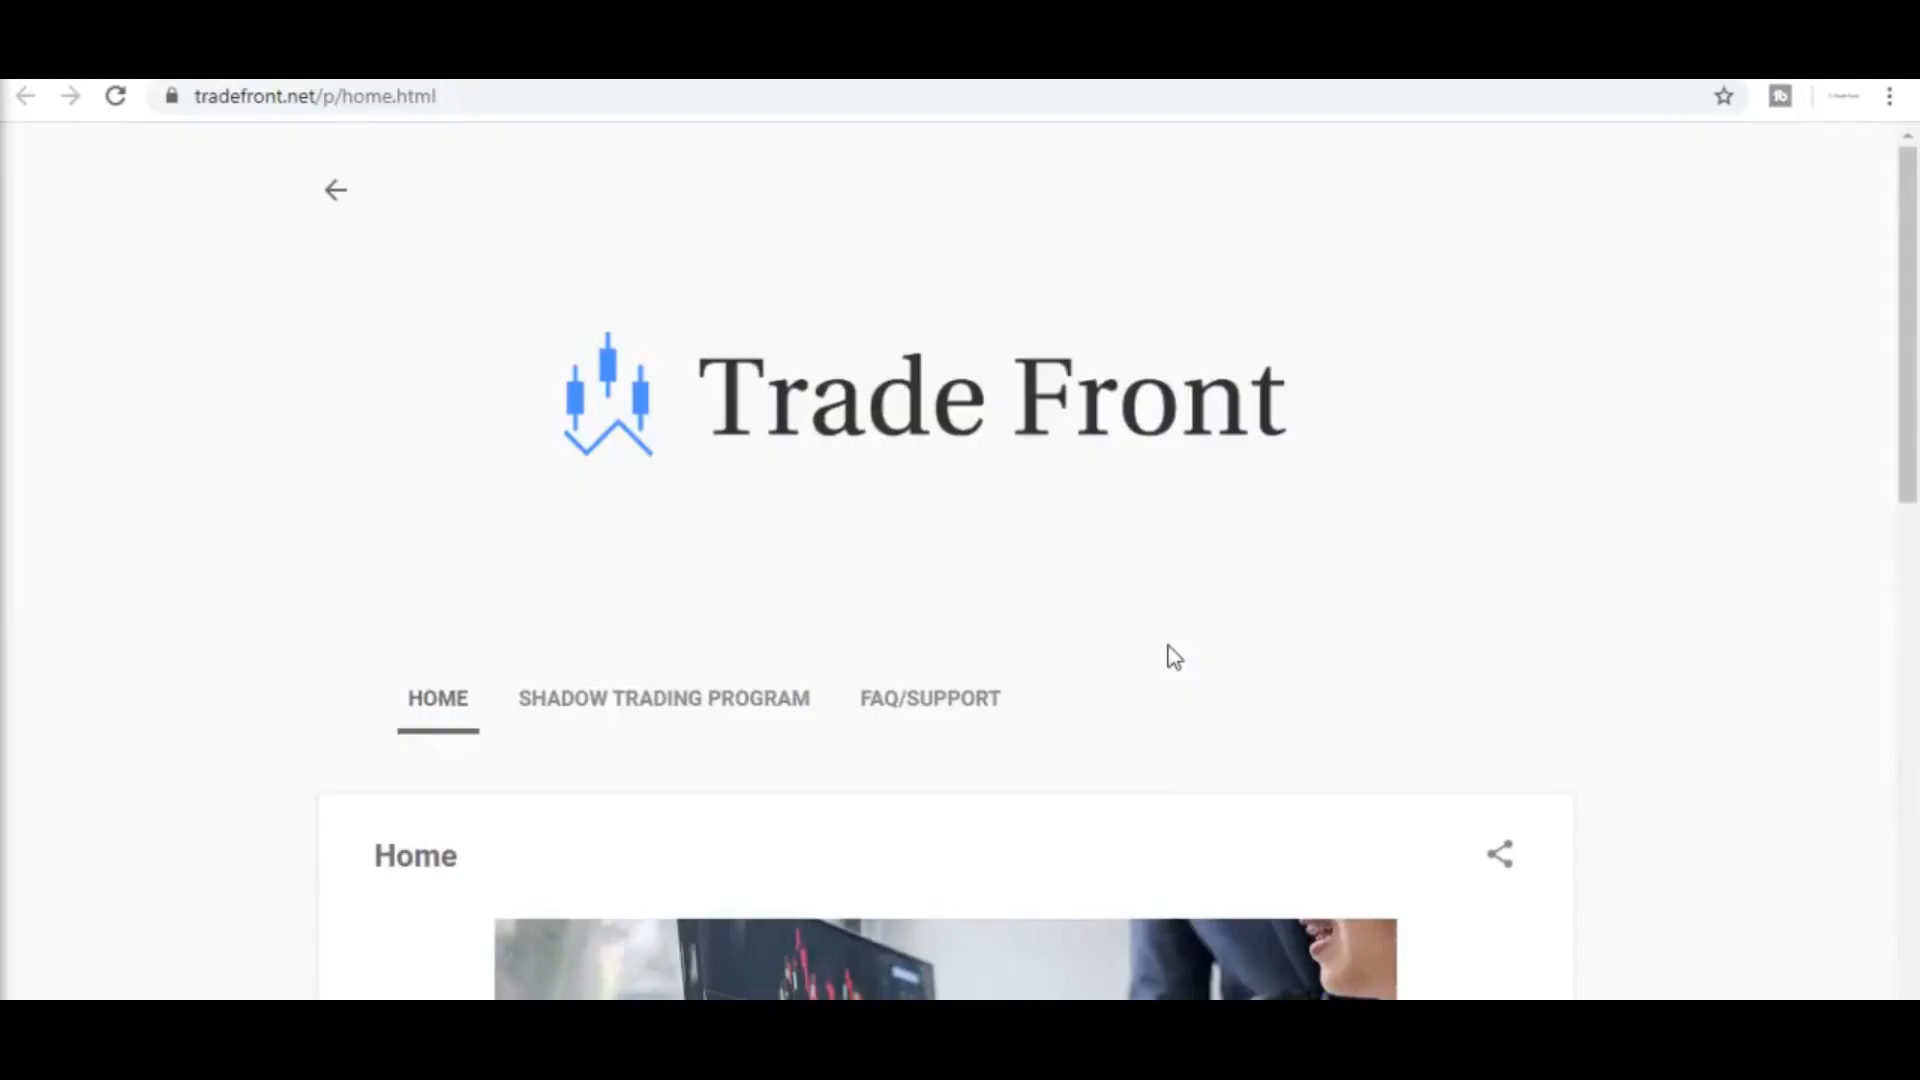 tradefront.net/p/home.html
Trade Front
HOME SHADOW TRADING PROGRAM FAQ/SUPPORT
Home